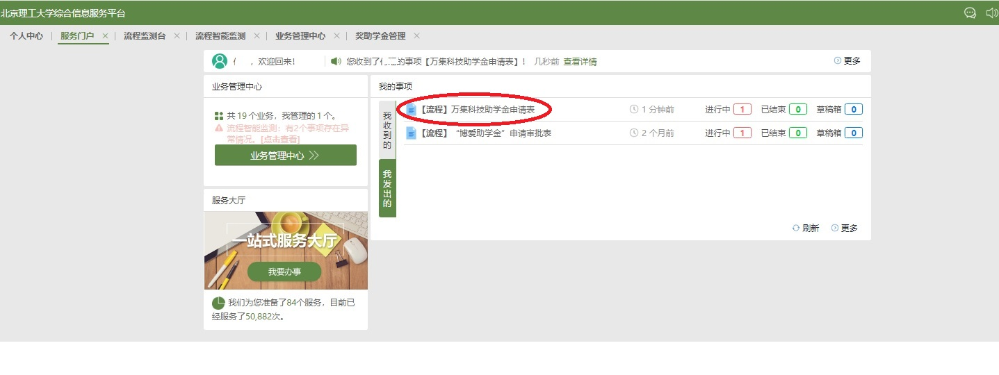 北京理工大学综合信息服务平台
个人中心 服务门户 流程监测台 流程智能监测 业务管理中心 奖助学金管理
，欢迎回来！ 您收到了 的事项【万集科技助学金申请表】！ 几秒前 查看详情 更多
业务管理中心
共 19 个业务，我管理的 1 个。
流程智能监测：有2个事项存在异
常情况。[点击查看]
业务管理中心
服务大厅
一站式服务大厅
我要办事
我们为您准备了84个服务，目前已
经服务了50,882次。
我的事项
我收到的
我发出的
【流程】万集科技助学金申请表 1 分钟前 进行中 1 已结束 0 草稿箱 0
【流程】“博爱助学金”申请审批表 2 个月前 进行中 1 已结束 0 草稿箱 0
刷新 更多